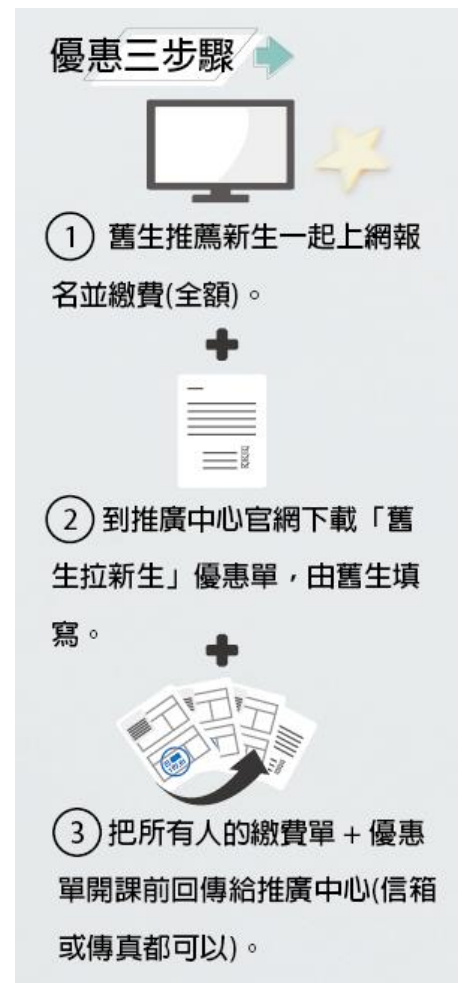 優惠三步驟
① 舊生推薦新生一起上網報
名並繳費(全額)。
② 到推廣中心官網下載「舊
生拉新生」優惠單，由舊生填
寫。
③ 把所有人的繳費單 + 優惠
單開課前回傳給推廣中心(信箱
或傳真都可以)。